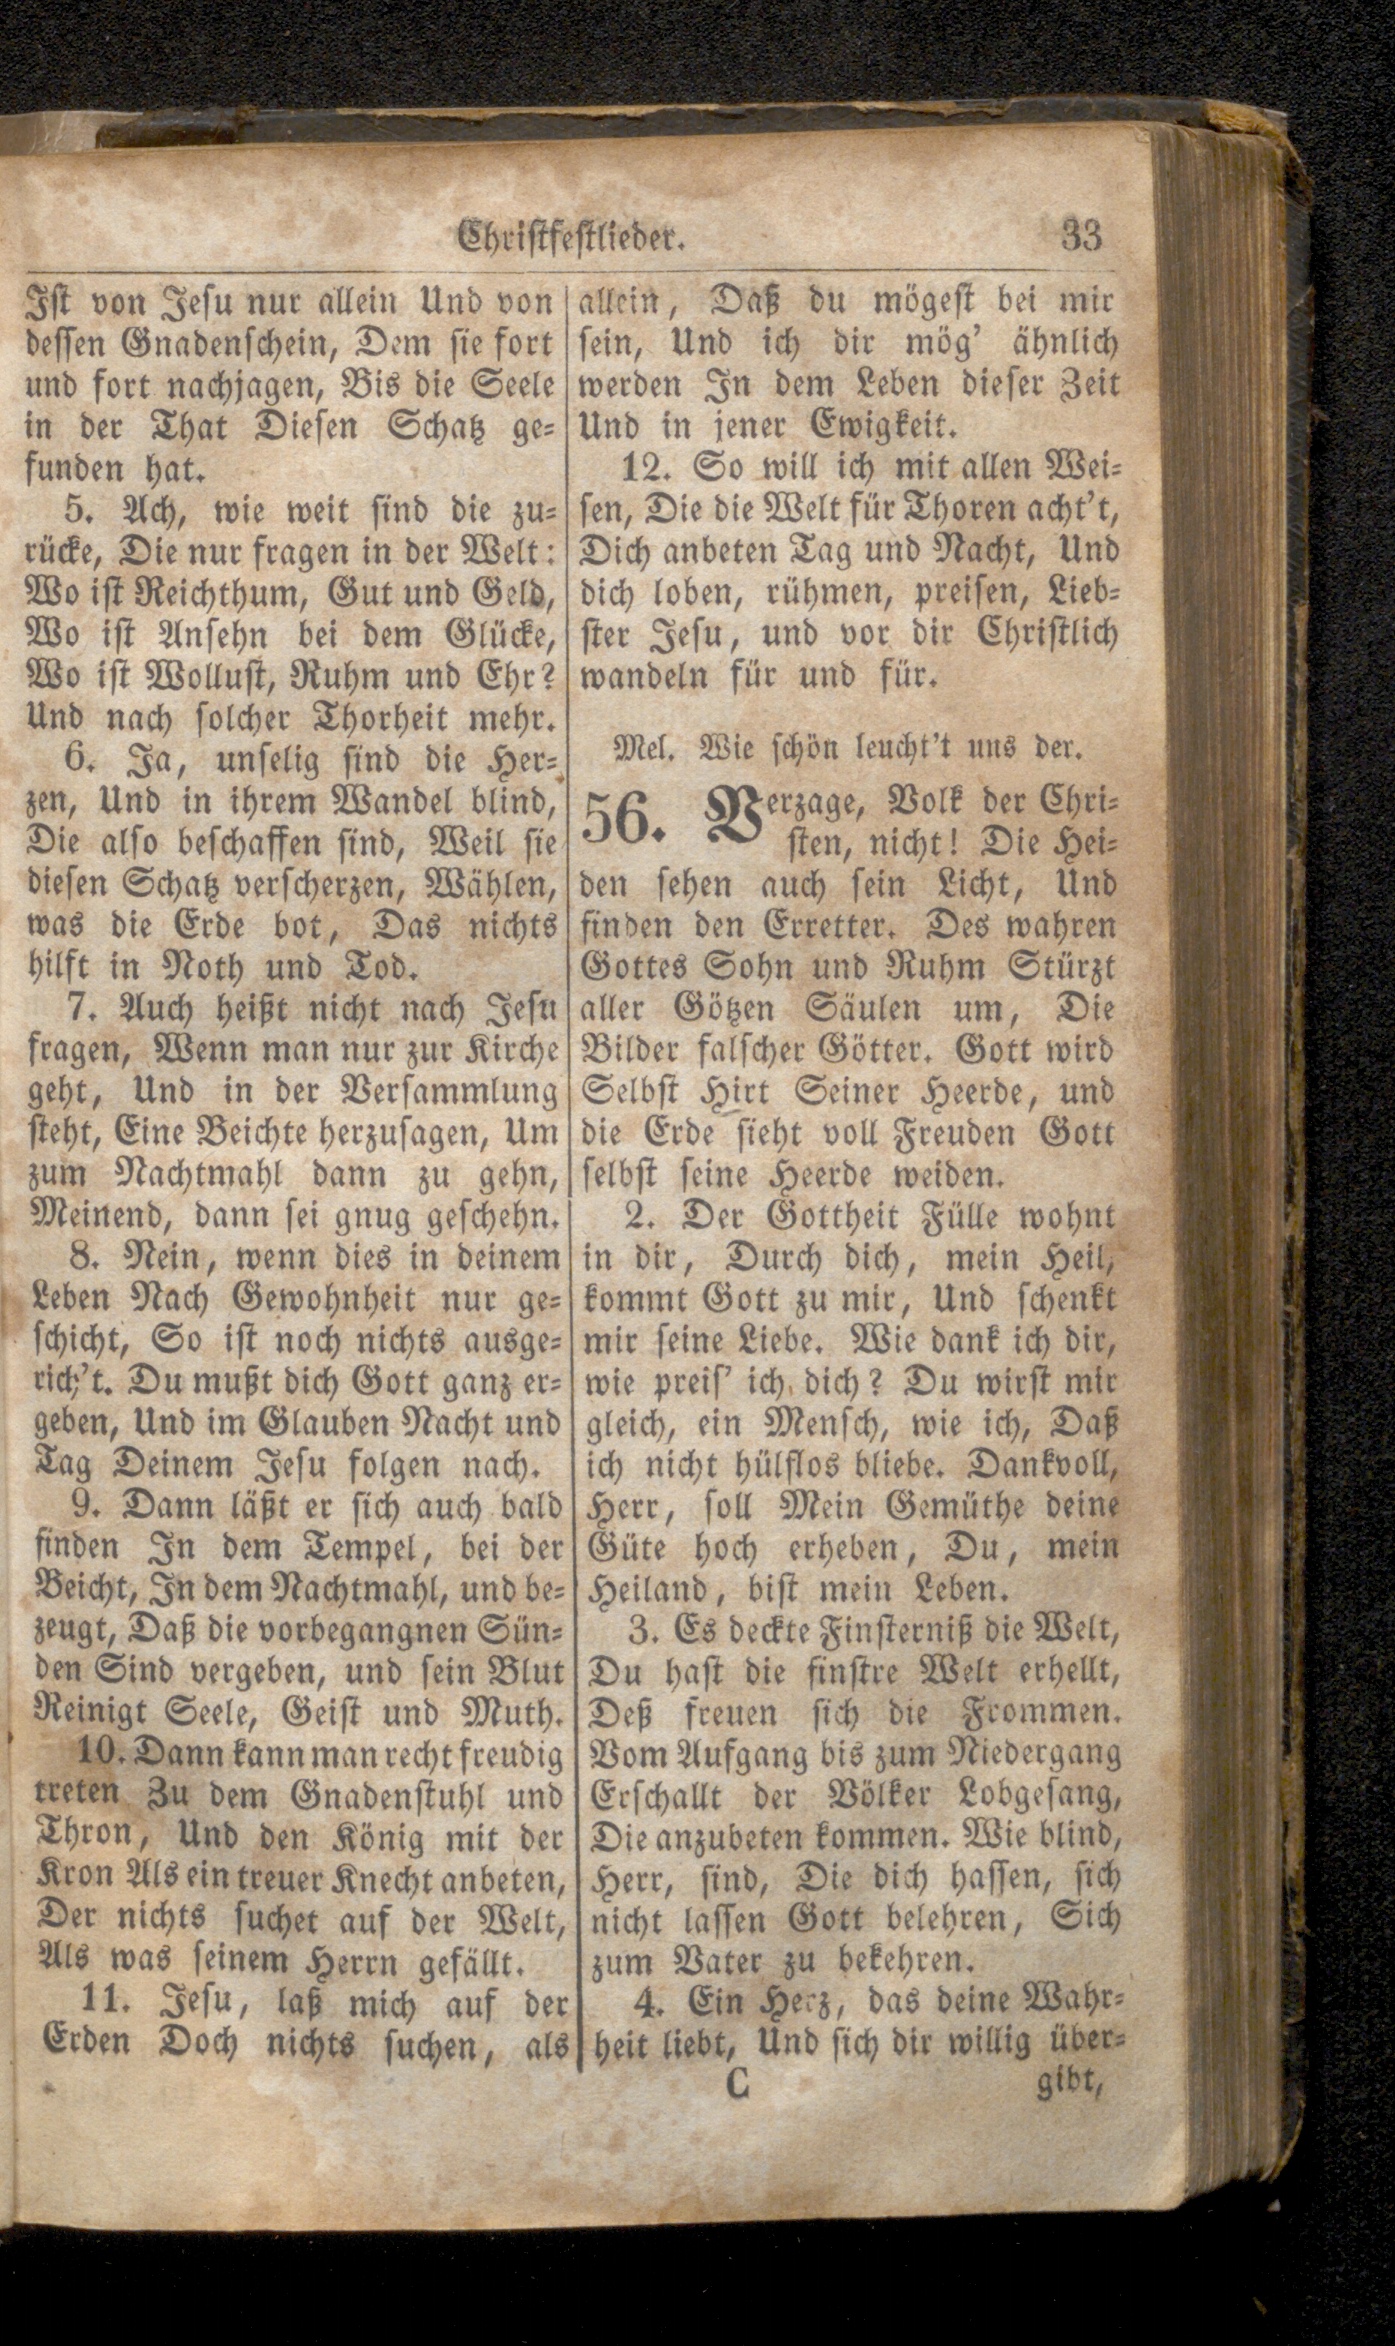 Christfestlieder. 33
Ist von Jesu nur allein Und von
dessen Gnadenschein, Dem sie fort
und fort nachjagen, Bis die Seele
in der That Diesen Schatz ge-
funden hat.
5. Ach, wie weit sind die zu-
rücke, Die nur fragen in der Welt:
Wo ist Reichthum, Gut und Geld,
Wo ist Ansehn bei dem Glücke,
Wo ist Wollust, Ruhm und Ehr?
Und nach solcher Thorheit mehr.
6. Ja, unselig sind die Her-
zen, Und in ihrem Wandel blind,
Die also beschaffen sind, Weil sie
diesen Schatz verscherzen, Wählen,
was die Erde bot, Das nichts
hilft in Noth und Tod.
7. Auch heißt nicht nach Jesu
fragen, Wenn man nur zur Kirche
geht, Und in der Versammlung
steht, Eine Beichte herzusagen, Um
zum Nachtmahl dann zu gehn,
Meinend, dann sei gnug geschehn.
8. Nein, wenn dies in deinem
Leben Nach Gewohnheit nur ge-
schicht, So ist noch nichts ausge-
rich't. Du mußt dich Gott ganz er-
geben, Und im Glauben Nacht und
Tag Deinem Jesu folgen nach.
9. Dann läßt er sich auch bald
finden In dem Tempel, bei der
Beicht, In dem Nachtmahl, und be-
zeugt, Daß die vorbegangnen Sün-
den Sind vergeben, und sein Blut
Reinigt Seele, Geist und Muth.
10. Dann kann man recht freudig
treten Zu dem Gnadenstuhl und
Thron, Und den König mit der
Kron Als ein treuer Knecht anbeten,
Der nichts suchet auf der Welt,
Als was seinem Herrn gefällt.
11. Jesu, laß mich auf der
Erden Doch nichts suchen, als
allein, Daß du mögest bei mir
sein, Und ich dir mög' ähnlich
werden In dem Leben dieser Zeit
Und in jener Ewigkeit.
12. So will ich mit allen Wei-
sen, Die die Welt für Thoren acht't,
Dich anbeten Tag und Nacht, Und
dich loben, rühmen, preisen, Lieb-
ster Jesu, und vor dir Christlich
wandeln für und für.
Mel. Wie schön leucht't uns der.
56. Verzage, Volk der Chri-
sten, nicht! Die Hei-
den sehen auch sein Licht, Und
finden den Erretter. Des wahren
Gottes Sohn und Ruhm Stürzt
aller Götzen Säulen um, Die
Bilder falscher Götter. Gott wird
Selbst Hirt Seiner Heerde, und
die Erde sieht voll Freuden Gott
selbst seine Heerde weiden.
2. Der Gottheit Fülle wohnt
in dir, Durch dich, mein Heil,
kommt Gott zu mir, Und schenkt
mir seine Liebe. Wie dank ich dir,
wie preis' ich dich? Du wirst mir
gleich, ein Mensch, wie ich, Daß
ich nicht hülflos bliebe. Dankvoll,
Herr, soll Mein Gemüthe deine
Güte hoch erheben, Du, mein
Heiland, bist mein Leben.
3. Es deckte Finsterniß die Welt,
Du hast die finstre Welt erhellt,
Deß freuen sich die Frommen.
Vom Aufgang bis zum Niedergang
Erschallt der Völker Lobgesang,
Die anzubeten kommen. Wie blind,
Herr, sind, Die dich hassen, sich
nicht lassen Gott belehren, Sich
zum Vater zu bekehren.
4. Ein Herz, das deine Wahr-
heit liebt, Und sich dir willig über-
C gibt,